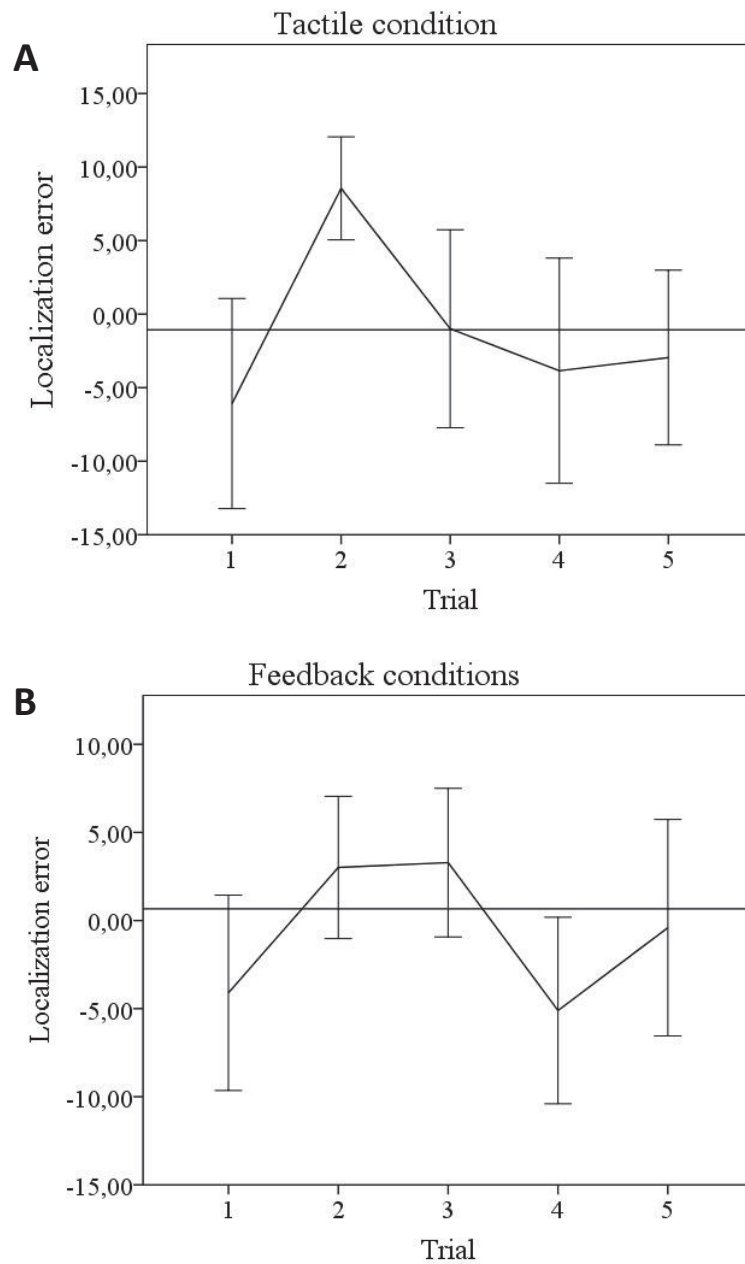 Tactile condition
A
15,00
10,00
5,00
0,00
-5,00
-10,00
-15,00
Localization error
1 2 3 4 5
Trial
Feedback conditions
B
10,00
5,00
0,00
-5,00
-10,00
-15,00
Localization error
1 2 3 4 5
Trial